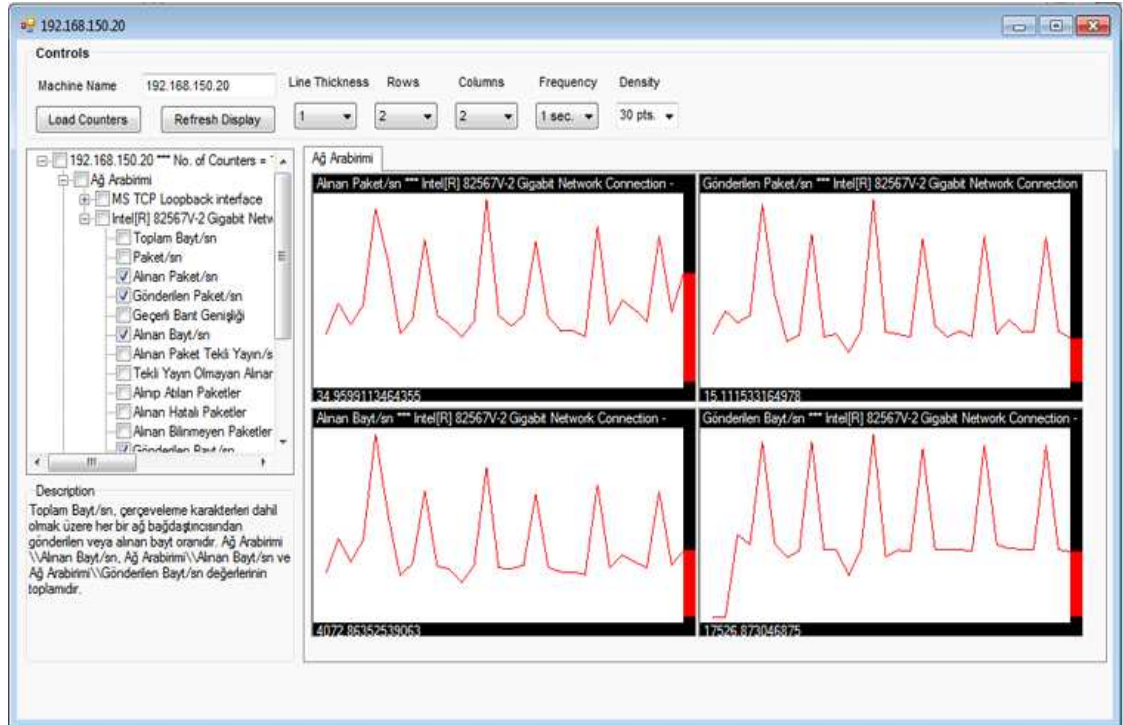 192.168.150.20
Controls
Machine Name 192.168.150.20 Line Thickness Rows Columns Frequency Density
Load Counters Refresh Display 1 2 2 1 sec. 30 pts.
192.168.150.20 *** No. of Counters =
Ağ Arabirimi
MS TCP Loopback interface
Intel[R] 82567V-2 Gigabit Netw
Toplam Bayt/sn
Paket/sn
Alınan Paket/sn
Gönderilen Paket/sn
Geçerli Bant Genişliği
Alınan Bayt/sn
Alınan Paket Tekli Yayın/s
Tekli Yayın Olmayan Alınar
Alınıp Atılan Paketler
Alınan Hatalı Paketler
Alınan Bilinmeyen Paketler
Gönderilen Bayt/sn
Description
Toplam Bayt/sn, çerçeveleme karakterleri dahil
olmak üzere her bir ağ bağdaştırıcısından
gönderilen veya alınan bayt oranıdır. Ağ Arabirimi
\\Alınan Bayt/sn, Ağ Arabirimi\\Alınan Bayt/sn ve
Ağ Arabirimi\\Gönderilen Bayt/sn değerlerinin
toplamıdır.
Ağ Arabirimi
Alınan Paket/sn *** Intel[R] 82567V-2 Gigabit Network Connection -
34.9599113464355
Gönderilen Paket/sn *** Intel[R] 82567V-2 Gigabit Network Connection
15.111533164978
Alınan Bayt/sn *** Intel[R] 82567V-2 Gigabit Network Connection -
4072.86352539063
Gönderilen Bayt/sn *** Intel[R] 82567V-2 Gigabit Network Connection -
17526.873046875